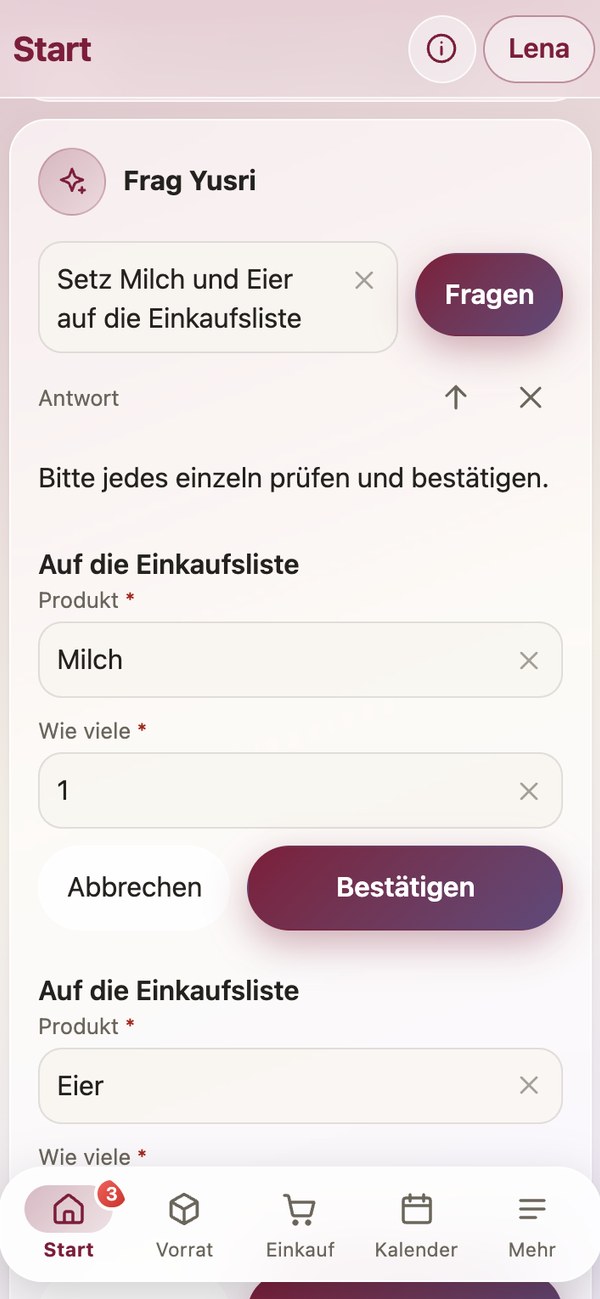 Start
Lena
Frag Yusri
Setz Milch und Eier
auf die Einkaufsliste
Fragen
Antwort
Bitte jedes einzeln prüfen und bestätigen.
Auf die Einkaufsliste
Produkt *
Milch
Wie viele *
1
Abbrechen
Bestätigen
Auf die Einkaufsliste
Produkt *
Eier
Wie viele *
3
Start
Vorrat
Einkauf
Kalender
Mehr